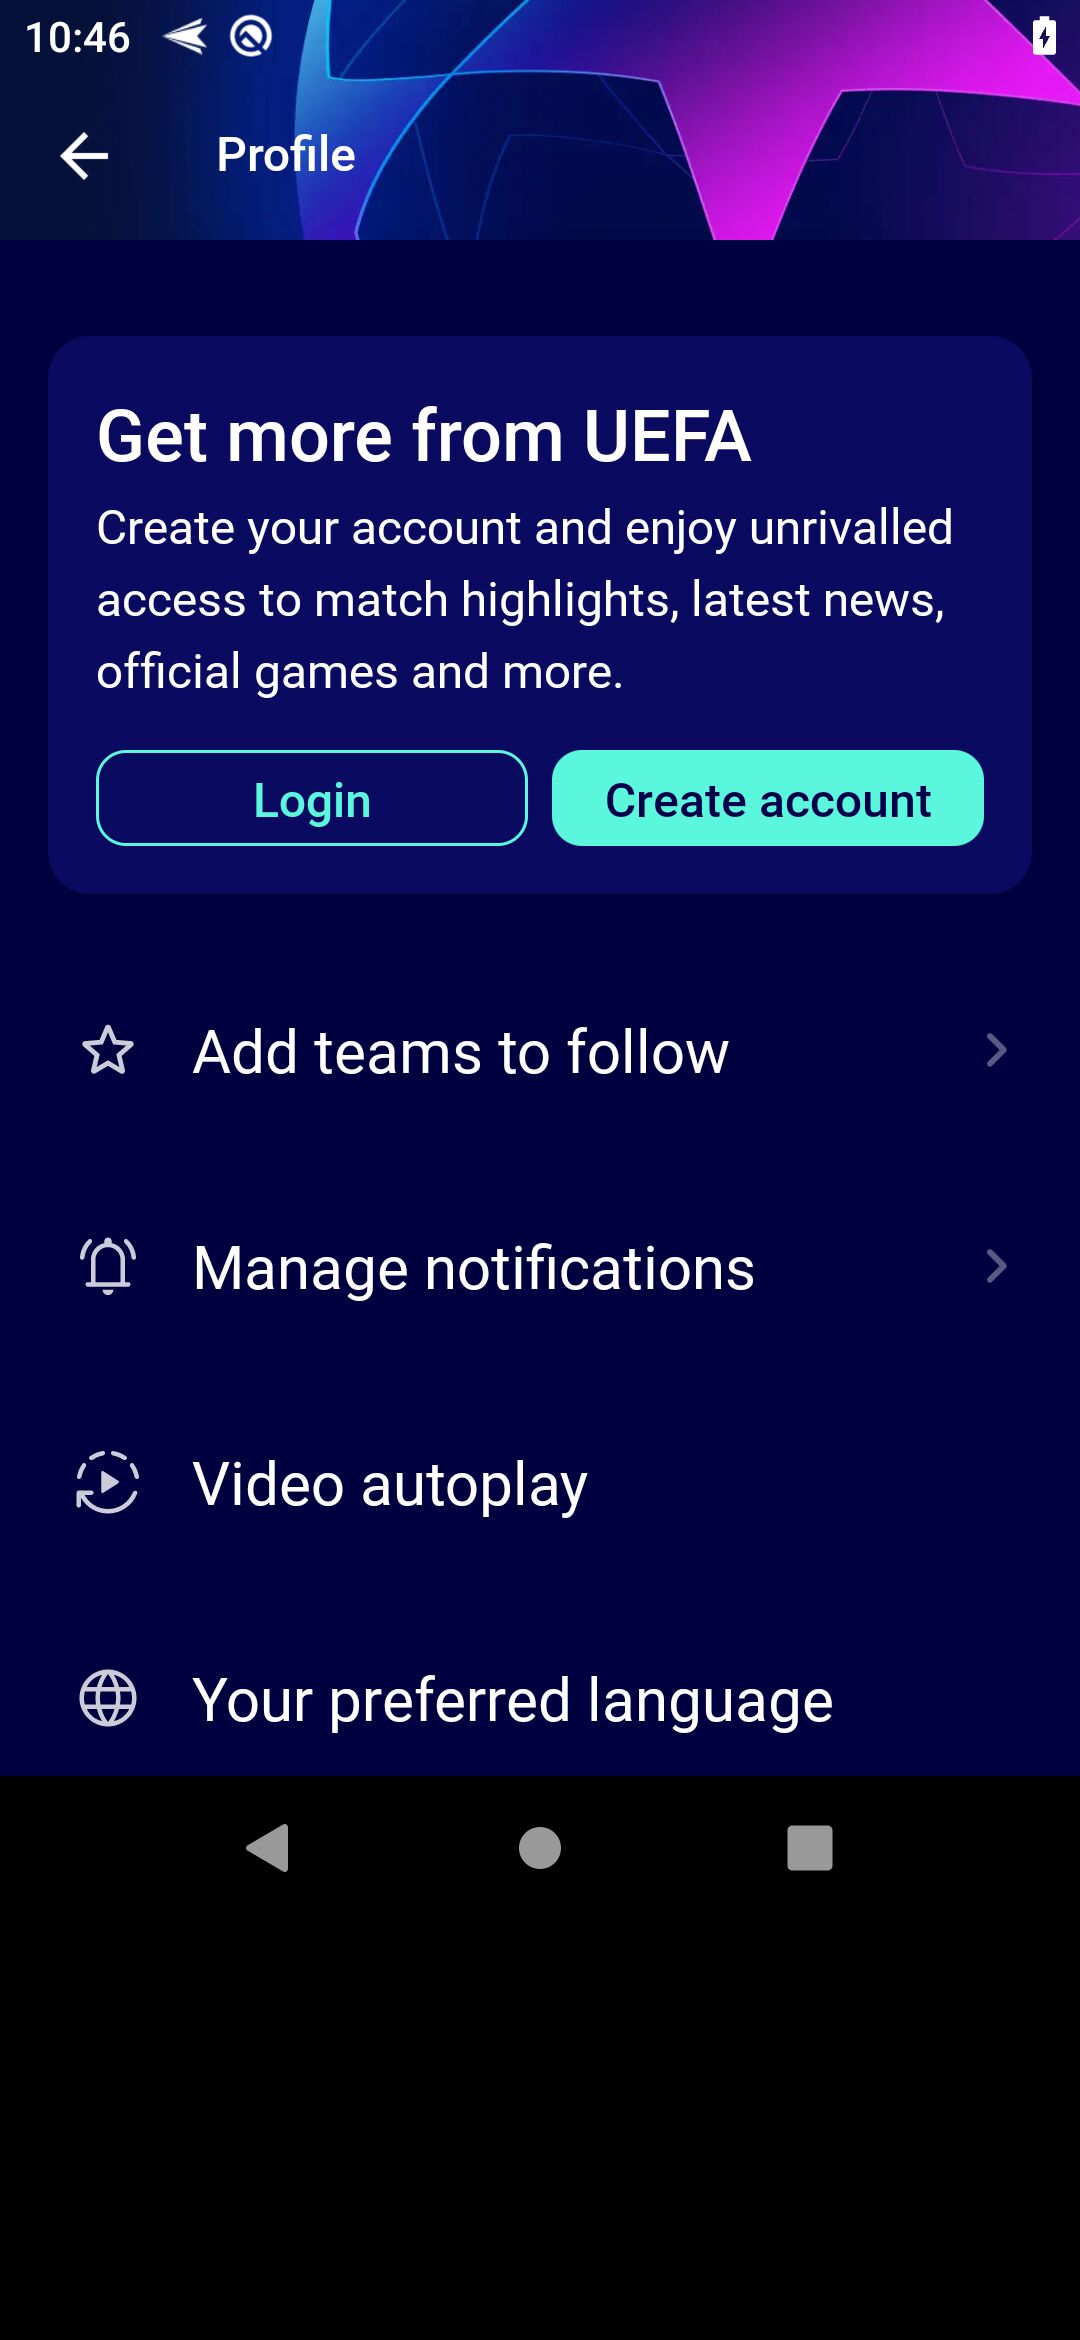 10:46
Profile
Get more from UEFA
Create your account and enjoy unrivalled
access to match highlights, latest news,
official games and more.
Login
Create account
Add teams to follow
Manage notifications
Video autoplay
Your preferred language